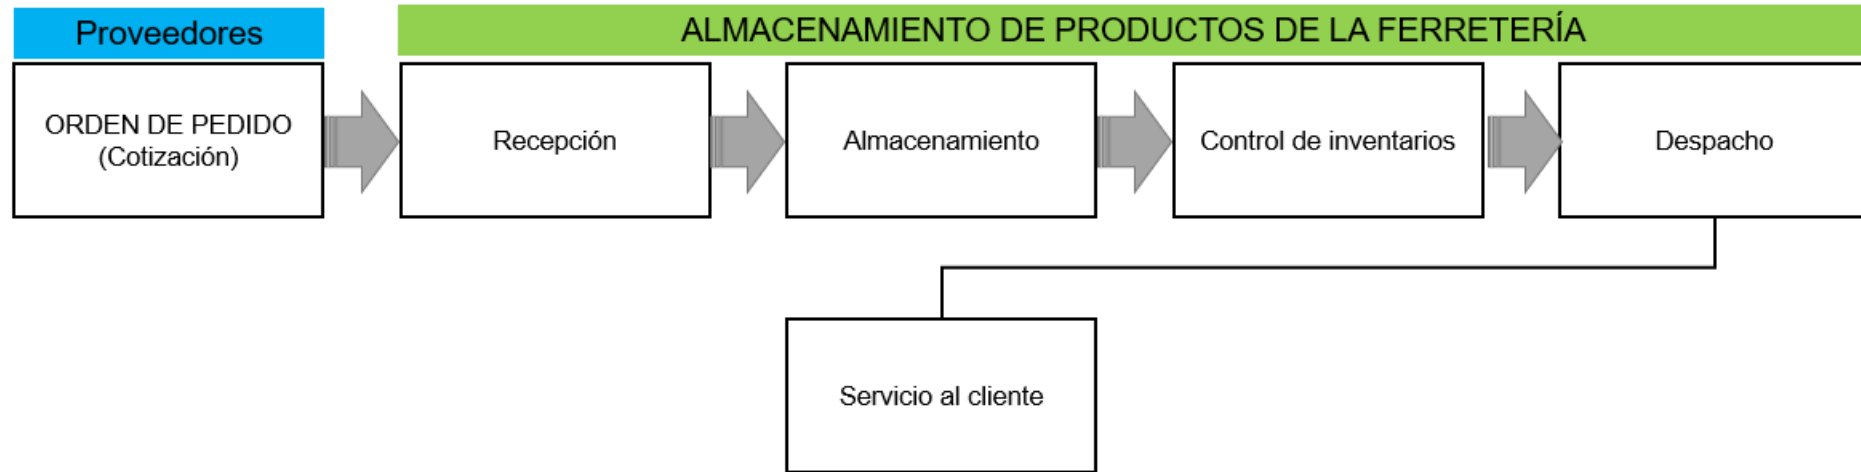 Proveedores
ALMACENAMIENTO DE PRODUCTOS DE LA FERRETERÍA
ORDEN DE PEDIDO
(Cotización)
Recepción
Almacenamiento
Control de inventarios
Despacho
Servicio al cliente